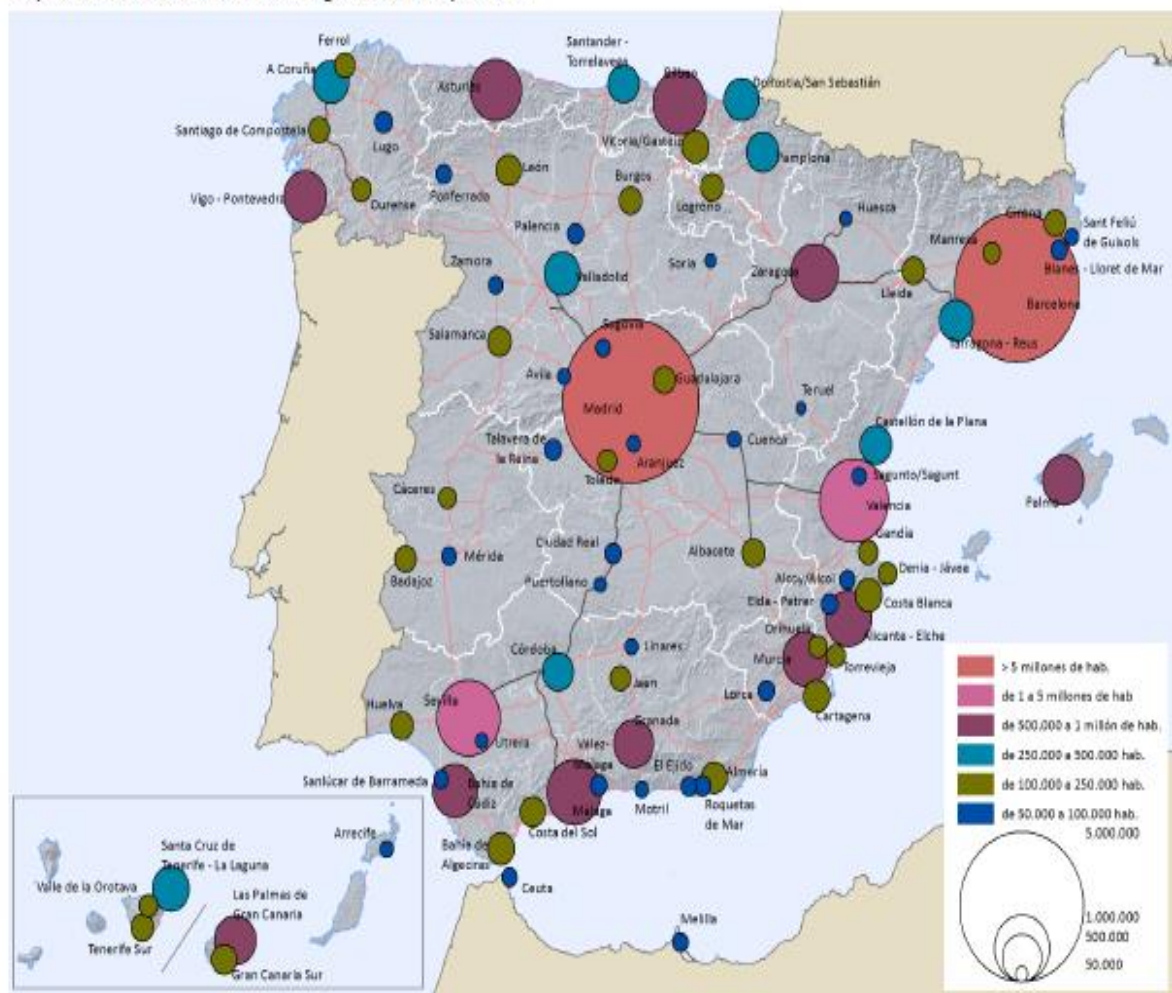 Ferrol
Santander -
Torrelavega
A Coruña
Asturias
Bilbao
Donostia/San Sebastián
Santiago de Compostela
Lugo
Vitoria/Gasteiz
Pamplona
León
Ponferrada
Burgos
Vigo - Pontevedra
Ourense
Logroño
Huesca
Girona
Sant Feliú
de Guixols
Palencia
Manresa
Zamora
Valladolid
Soria
Zaragoza
Lleida
Blanes - Lloret de Mar
Barcelona
Segovia
Salamanca
Tarragona - Reus
Avila
Guadalajara
Teruel
Madrid
Castellón de la Plana
Talavera de
la Reina
Cuenca
Aranjuez
Toledo
Sagunto/Sagunt
Cáceres
Valencia
Palma
Gandía
Ciudad Real
Albacete
Mérida
Badajoz
Denia - Jávea
Puertollano
Alcoy/Alcoi
Elda - Petrer
Costa Blanca
Orihuela
Alicante - Elche
Córdoba
Linares
Murcia
Torrevieja
> 5 millones de hab.
Jaen
Lorca
de 1 a 5 millones de hab
Huelva
Sevilla
Cartagena
Granada
de 500.000 a 1 millón de hab.
Utrera
Vélez-
Málaga
de 250.000 a 500.000 hab.
Sanlúcar de Barrameda
Bahía de
Cádiz
El Ejido
Almería
de 100.000 a 250.000 hab.
Málaga
Motril
Roquetas
de Mar
de 50.000 a 100.000 hab.
Costa del Sol
5.000.000
Bahía de
Algeciras
Arrecife
Santa Cruz de
Tenerife - La Laguna
Ceuta
Valle de la Orotava
Las Palmas de
Gran Canaria
1.000.000
Melilla
500.000
Tenerife Sur
50.000
Gran Canaria Sur